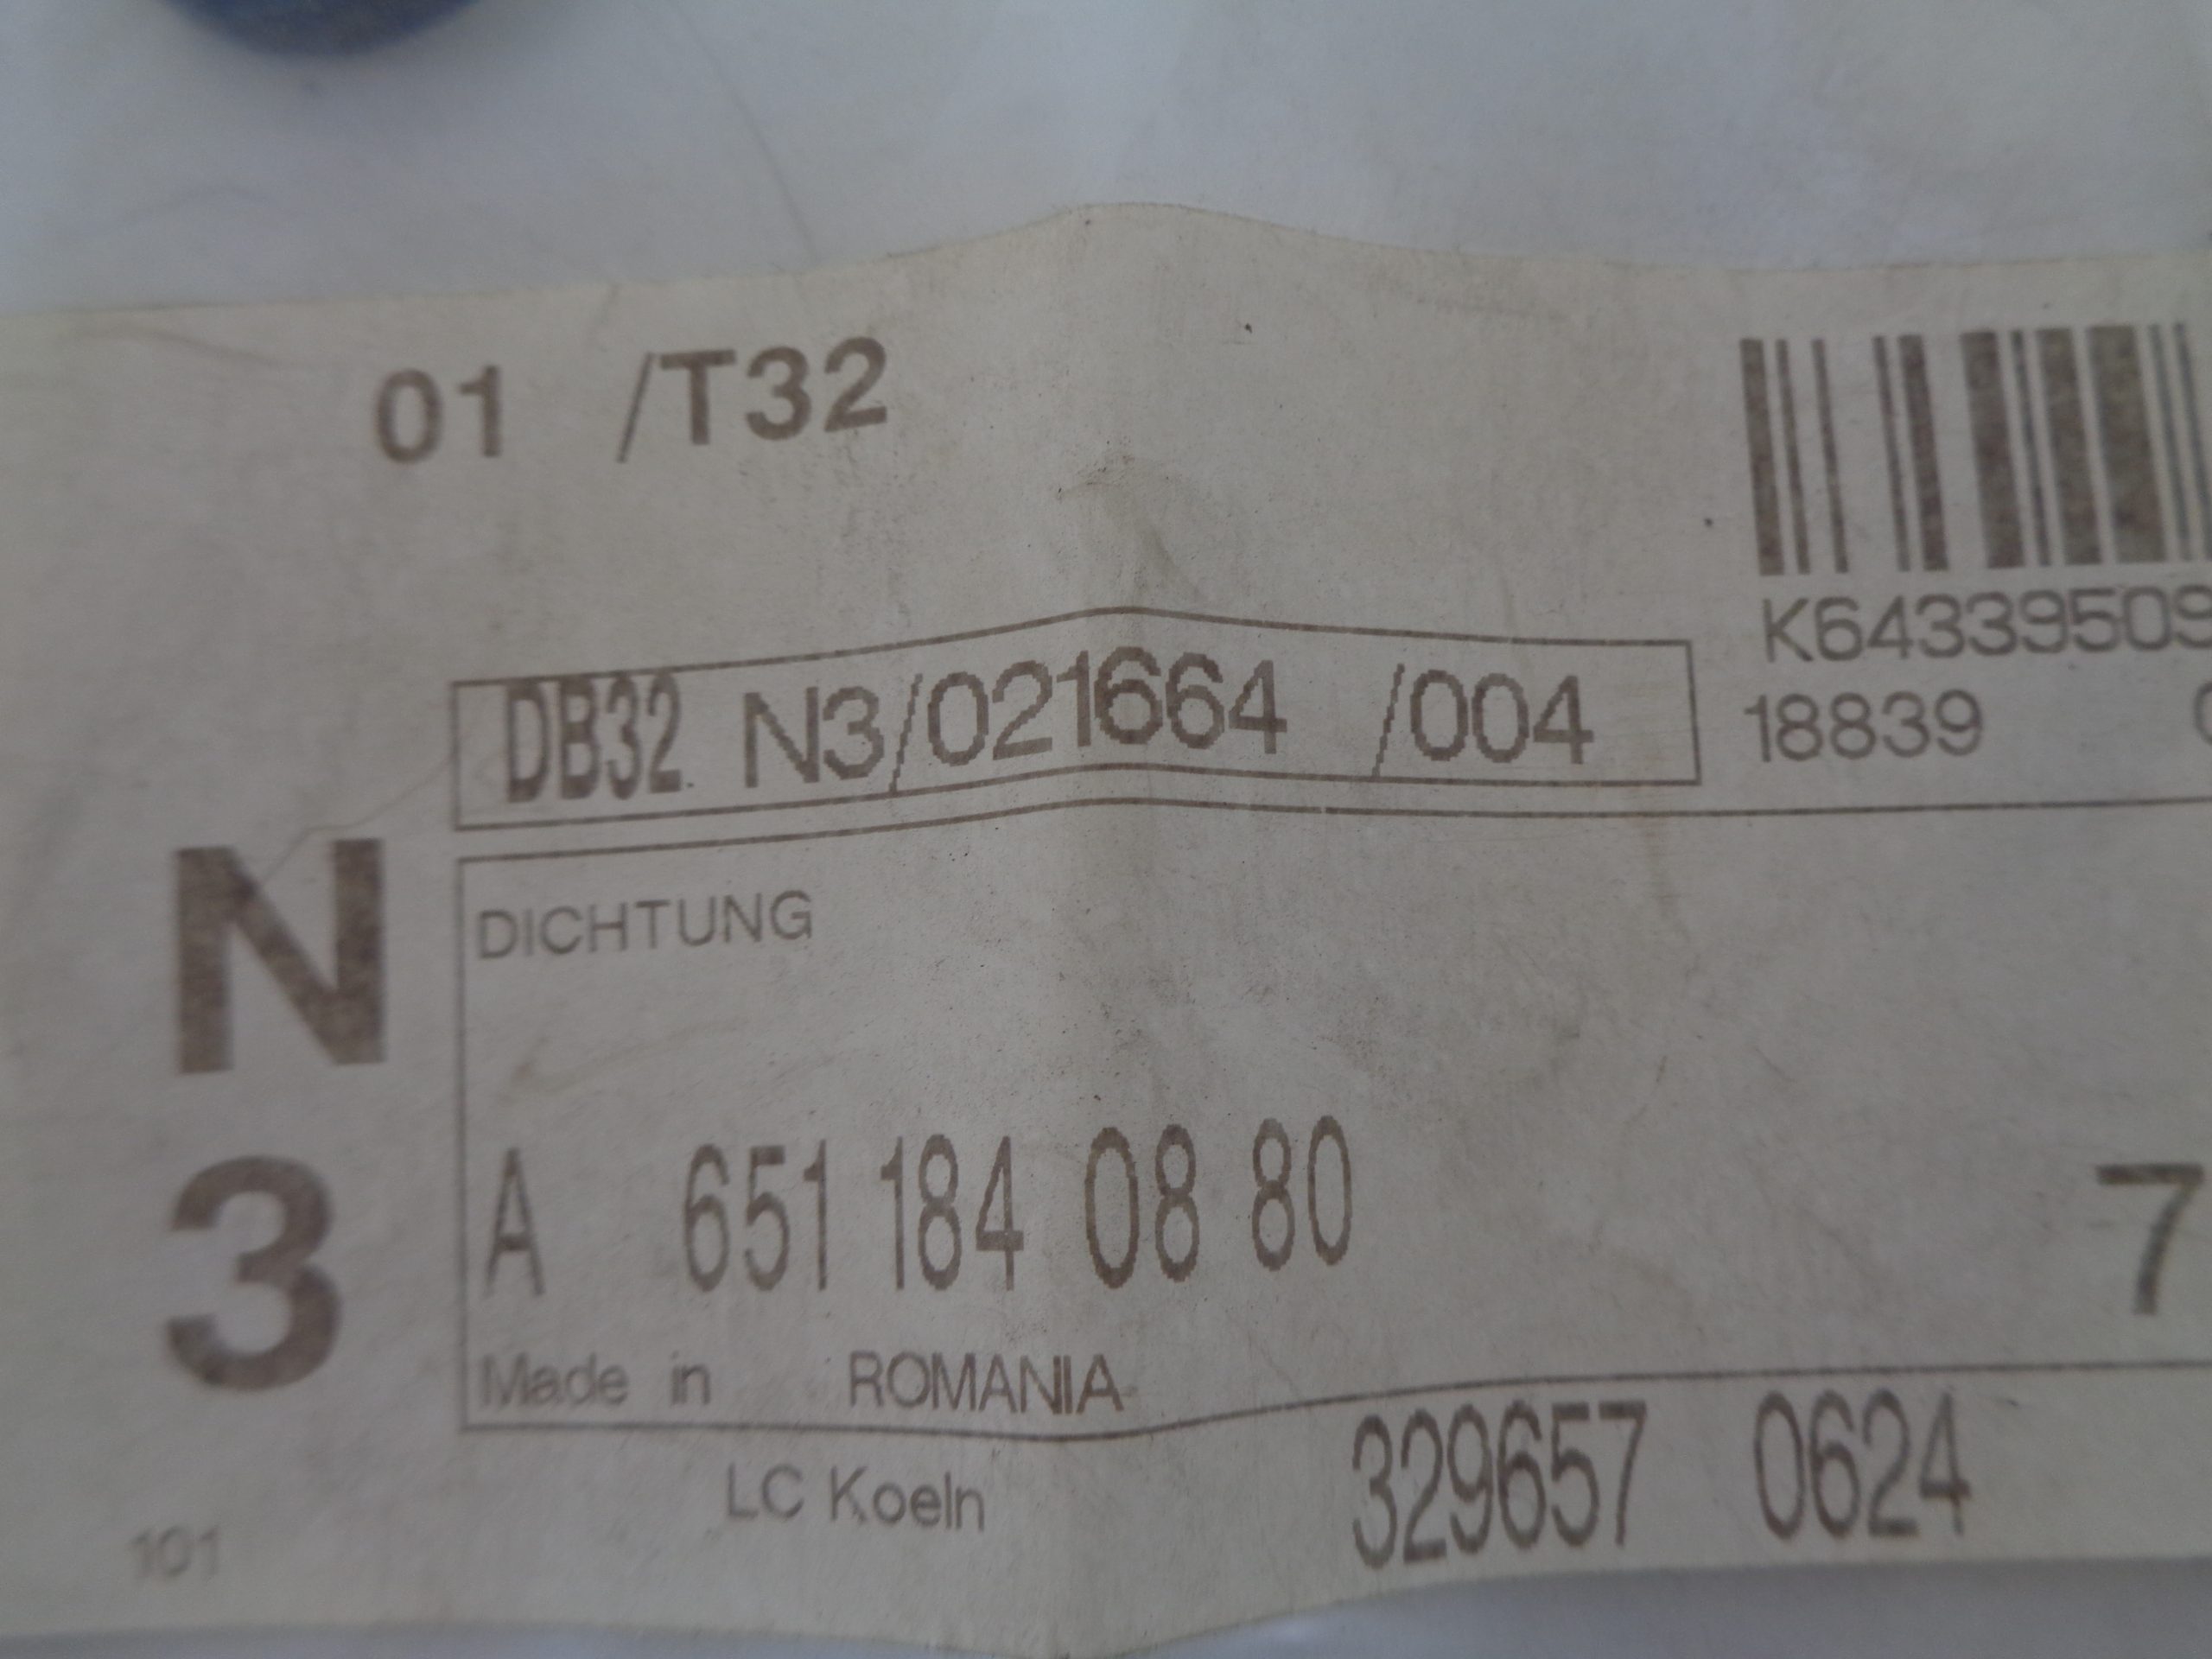 01 /T32
K64339509
DB32 N3/021664 /004
18839
N
3
DICHTUNG
A 651 184 08 80
7
Made in ROMANIA
329657 0624
LC Koeln
101